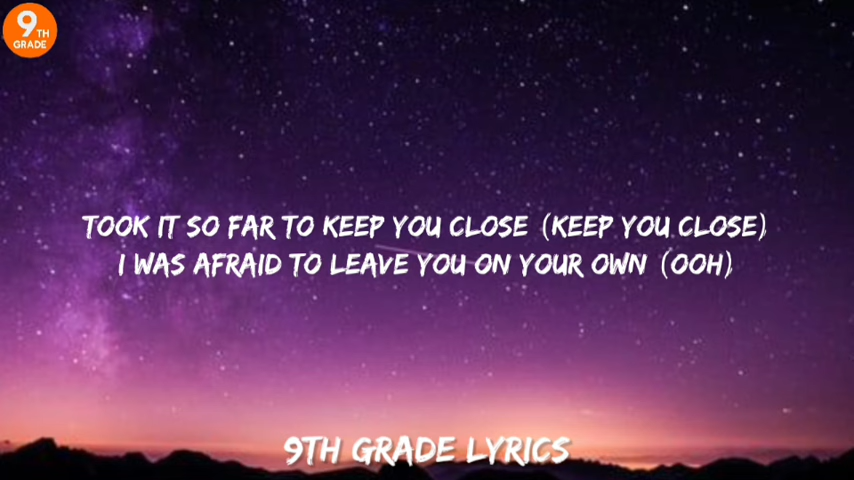 9TH
GRADE
TOOK IT SO FAR TO KEEP YOU CLOSE (KEEP YOU CLOSE)
I WAS AFRAID TO LEAVE YOU ON YOUR OWN (OOH)
9TH GRADE LYRICS